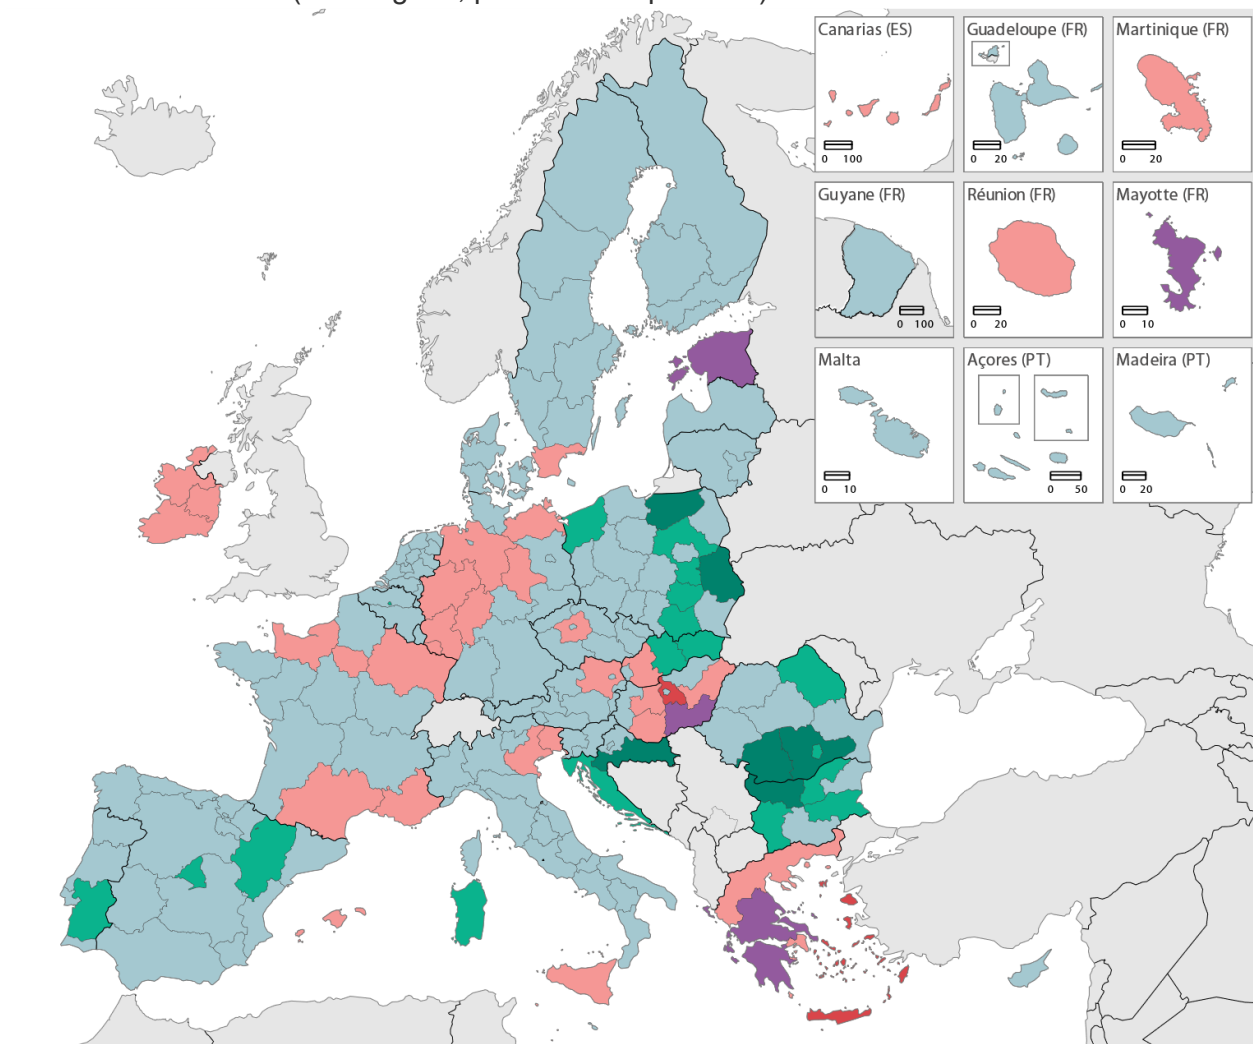 Canarias (ES)
0 100
Guadeloupe (FR)
0 20
Martinique (FR)
0 20
Guyane (FR)
0 100
Réunion (FR)
0 20
Mayotte (FR)
0 10
Malta
0 10
Açores (PT)
0 50
Madeira (PT)
0 20